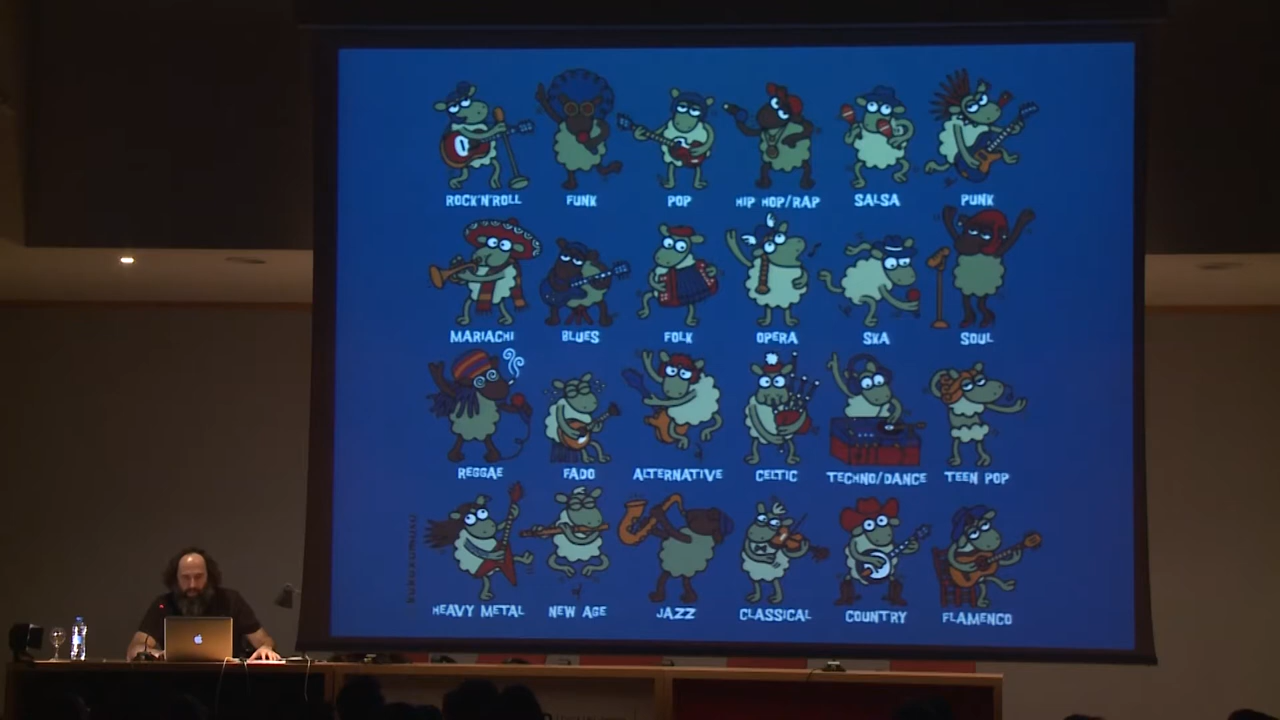 ROCK'N'ROLL FUNK POP HIP HOP/RAP SALSA PUNK
MARIACHI BLUES FOLK OPERA SKA SOUL
REGGAE FADO ALTERNATIVE CELTIC TECHNO/DANCE TEEN POP
HEAVY METAL NEW AGE JAZZ CLASSICAL COUNTRY FLAMENCO